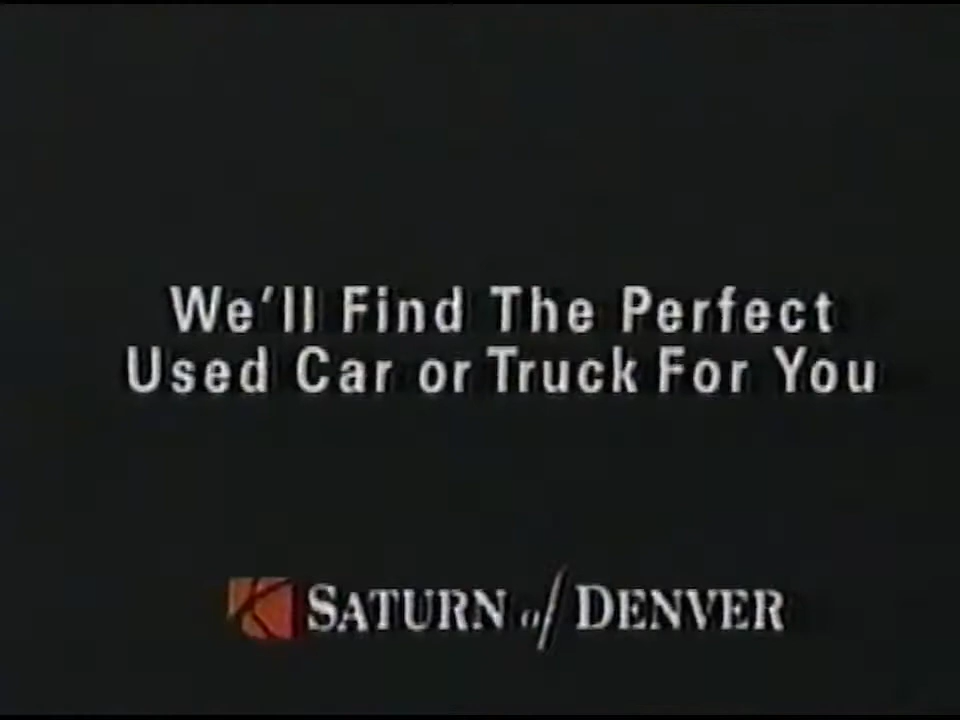 We'll Find The Perfect
Used Car or Truck For You
SATURN of DENVER